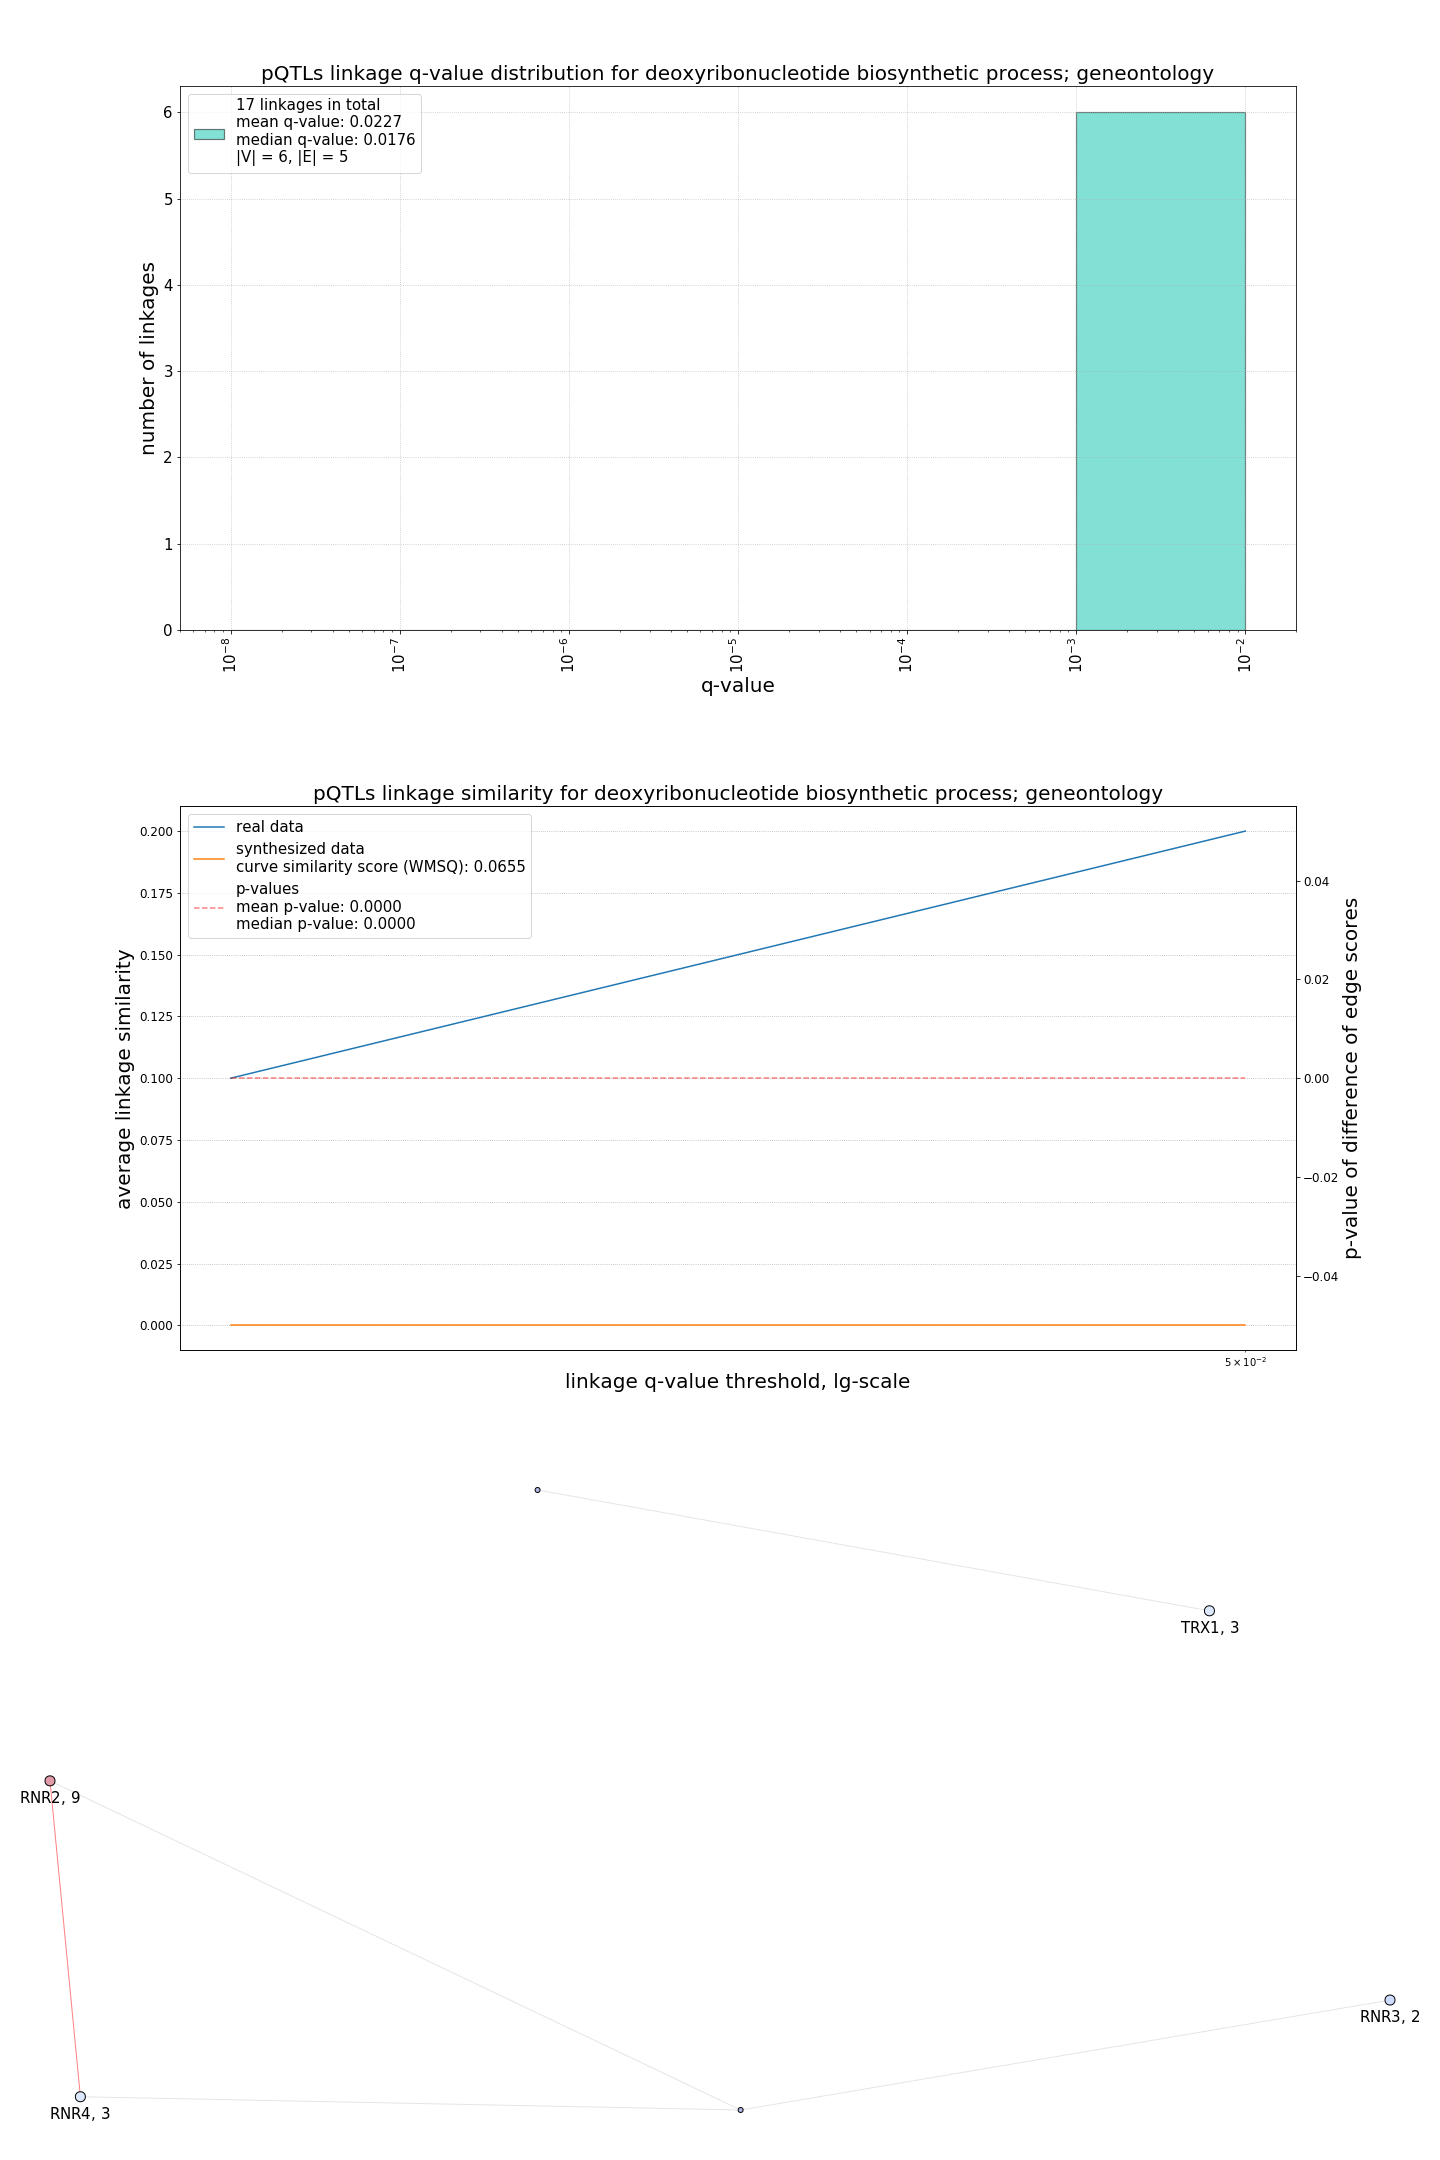 pQTLs linkage q-value distribution for deoxyribonucleotide biosynthetic process; geneontology
17 linkages in total
mean q-value: 0.0227
median q-value: 0.0176
|V| = 6, |E| = 5
number of linkages
6
5
4
3
2
1
0
10⁻⁸
10⁻⁷
10⁻⁶
10⁻⁵
10⁻⁴
10⁻³
10⁻²
q-value
pQTLs linkage similarity for deoxyribonucleotide biosynthetic process; geneontology
real data
synthesized data
curve similarity score (WMSQ): 0.0655
p-values
mean p-value: 0.0000
median p-value: 0.0000
average linkage similarity
0.200
0.175
0.150
0.125
0.100
0.075
0.050
0.025
0.000
0.04
0.02
0.00
−0.02
−0.04
p-value of difference of edge scores
5 × 10⁻²
linkage q-value threshold, lg-scale
TRX1, 3
RNR2, 9
RNR3, 2
RNR4, 3